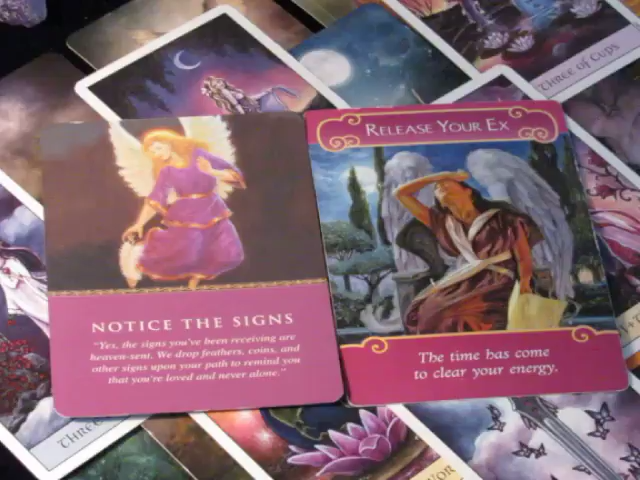 THREE OF CUPS
RELEASE YOUR EX
NOTICE THE SIGNS
"Yes, the signs you've been receiving are
heaven-sent. We drop feathers, coins, and
other signs upon your path to remind you
that you're loved and never alone."
The time has come
to clear your energy.
THREE